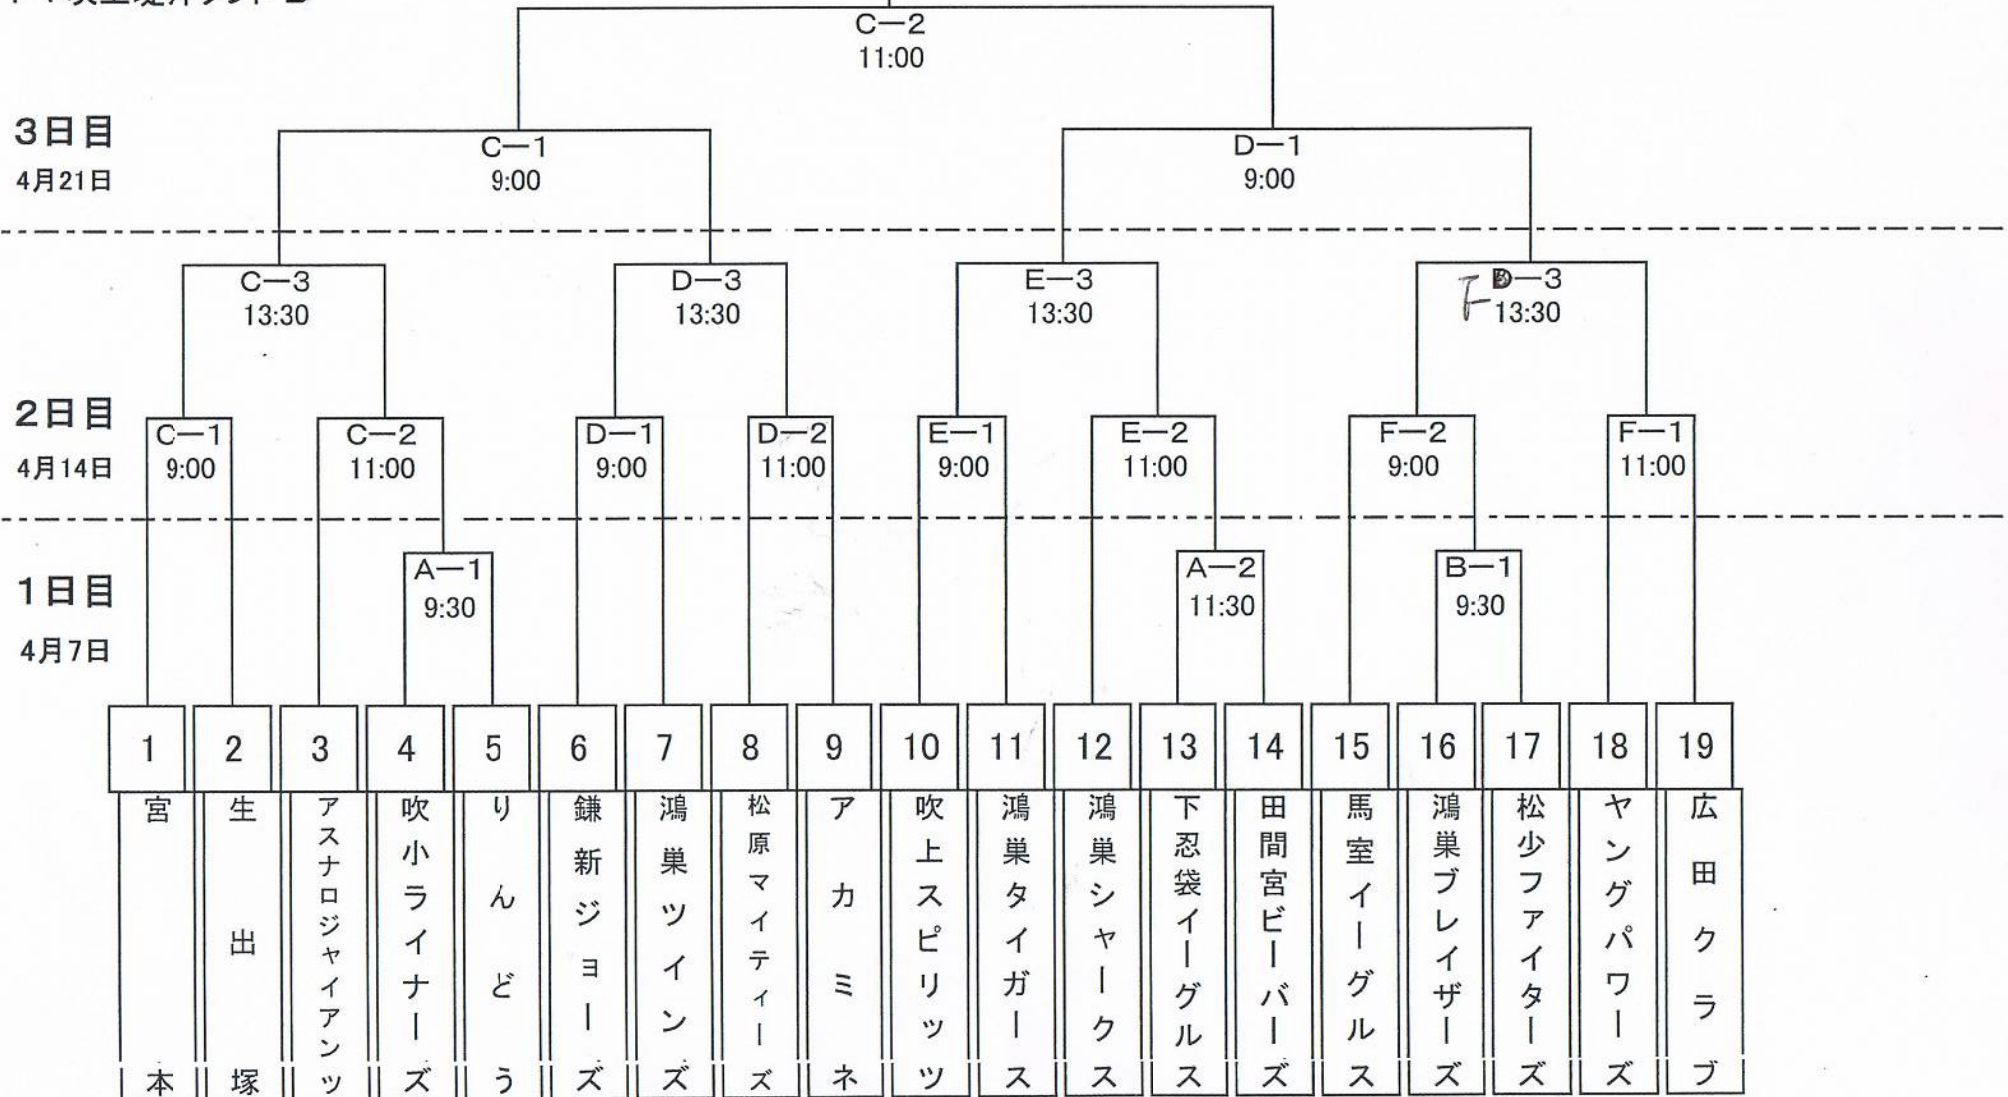 C－2
11:00
3日目
4月21日
C－1
9:00
D－1
9:00
C－3
13:30
D－3
13:30
E－3
13:30
F D－3
13:30
2日目
4月14日
C－1
9:00
C－2
11:00
D－1
9:00
D－2
11:00
E－1
9:00
E－2
11:00
F－2
9:00
F－1
11:00
1日目
4月7日
A－1
9:30
A－2
11:30
B－1
9:30
1 2 3 4 5 6 7 8 9 10 11 12 13 14 15 16 17 18 19
宮本
生出塚
アスナロジャイアンツ
吹小ライナーズ
りんどう
鎌新ジョーズ
鴻巣ツインズ
松原マイティーズ
アカミネ
吹上スピリッツ
鴻巣タイガース
鴻巣シャークス
下忍袋イーグルス
田間宮ビーバーズ
馬室イーグルス
鴻巣ブレイザーズ
松少ファイターズ
ヤングパワーズ
広田クラブ